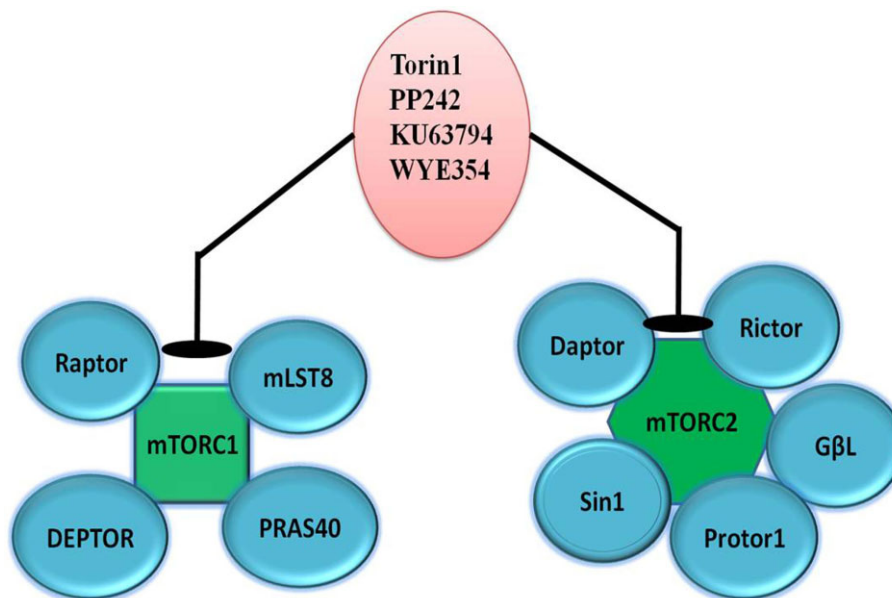 Torin1
PP242
KU63794
WYE354
Raptor
mLST8
mTORC1
DEPTOR
PRAS40
Daptor
Rictor
mTORC2
GβL
Sin1
Protor1